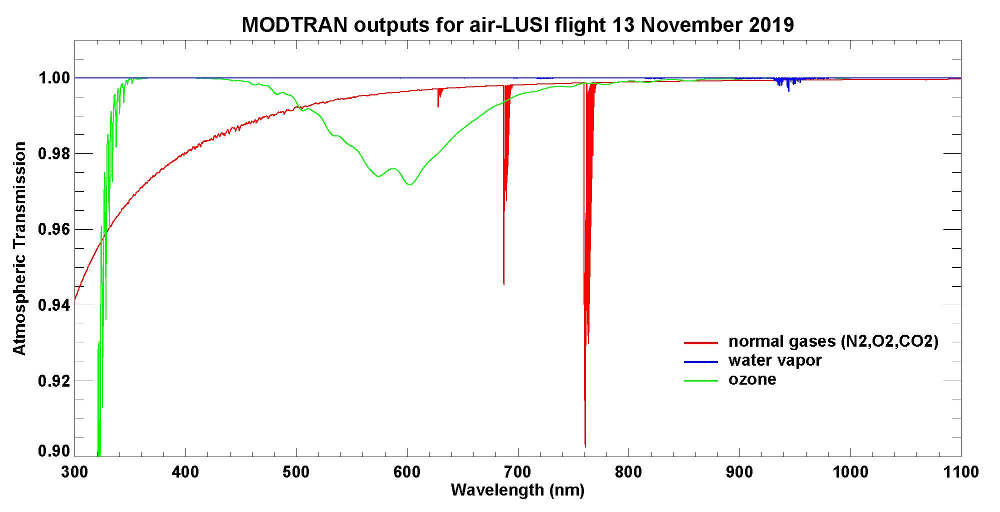 MODTRAN outputs for air-LUSI flight 13 November 2019
Atmospheric Transmission
1.00
0.98
0.96
0.94
0.92
0.90
normal gases (N2,O2,CO2)
water vapor
ozone
300 400 500 600 700 800 900 1000 1100
Wavelength (nm)